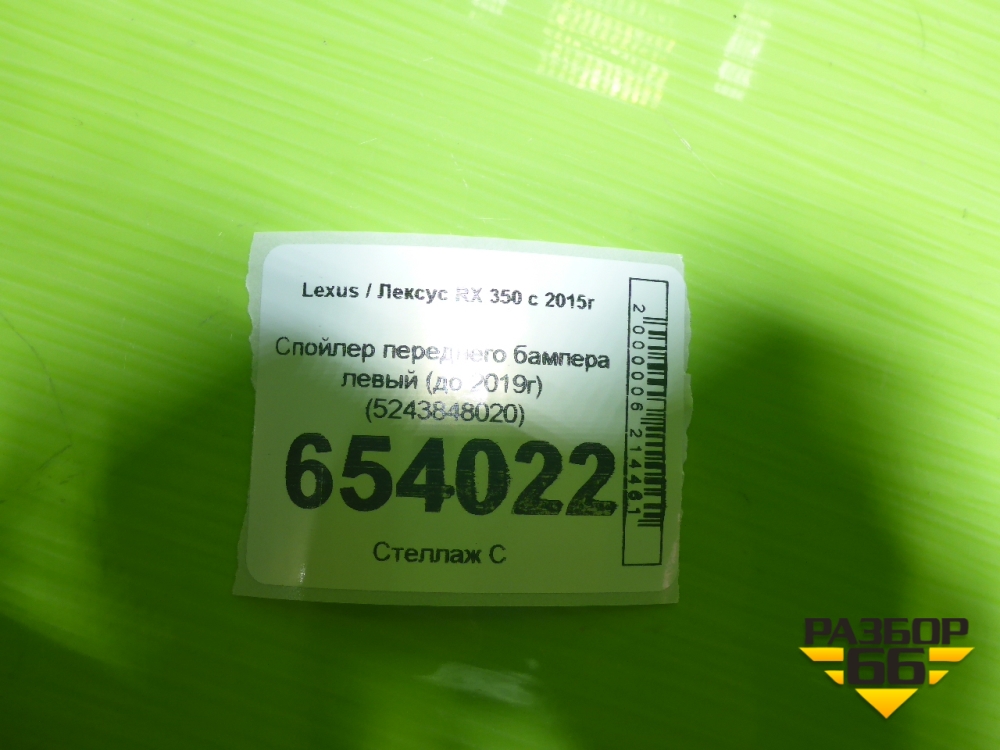 Lexus / Лексус RX 350 с 2015г
Спойлер переднего бампера
левый (до 2019г)
(5243848020)
654022
Стеллаж С
2000006214461
РАЗБОР
66